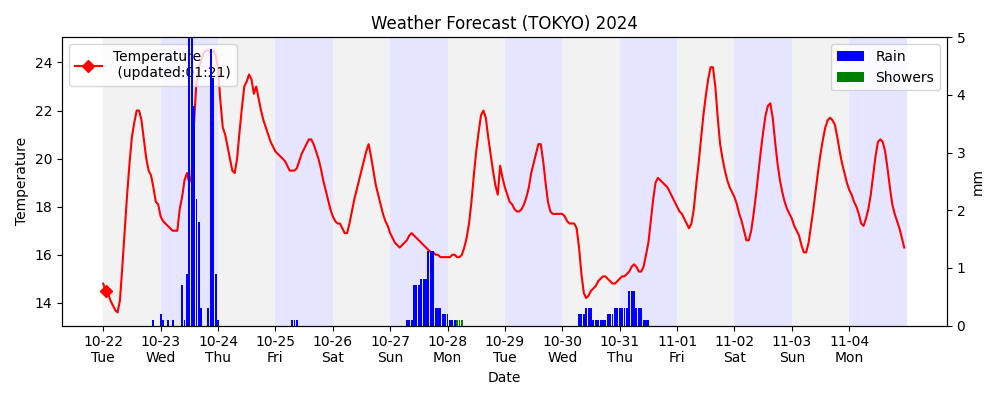 Weather Forecast (TOKYO) 2024
Temperature
(updated:01:21)
Rain
Showers
Temperature
24
22
20
18
16
14
5
4
3
2
1
0
mm
10-22 10-23 10-24 10-25 10-26 10-27 10-28 10-29 10-30 10-31 11-01 11-02 11-03 11-04
Tue Wed Thu Fri Sat Sun Mon Tue Wed Thu Fri Sat Sun Mon
Date